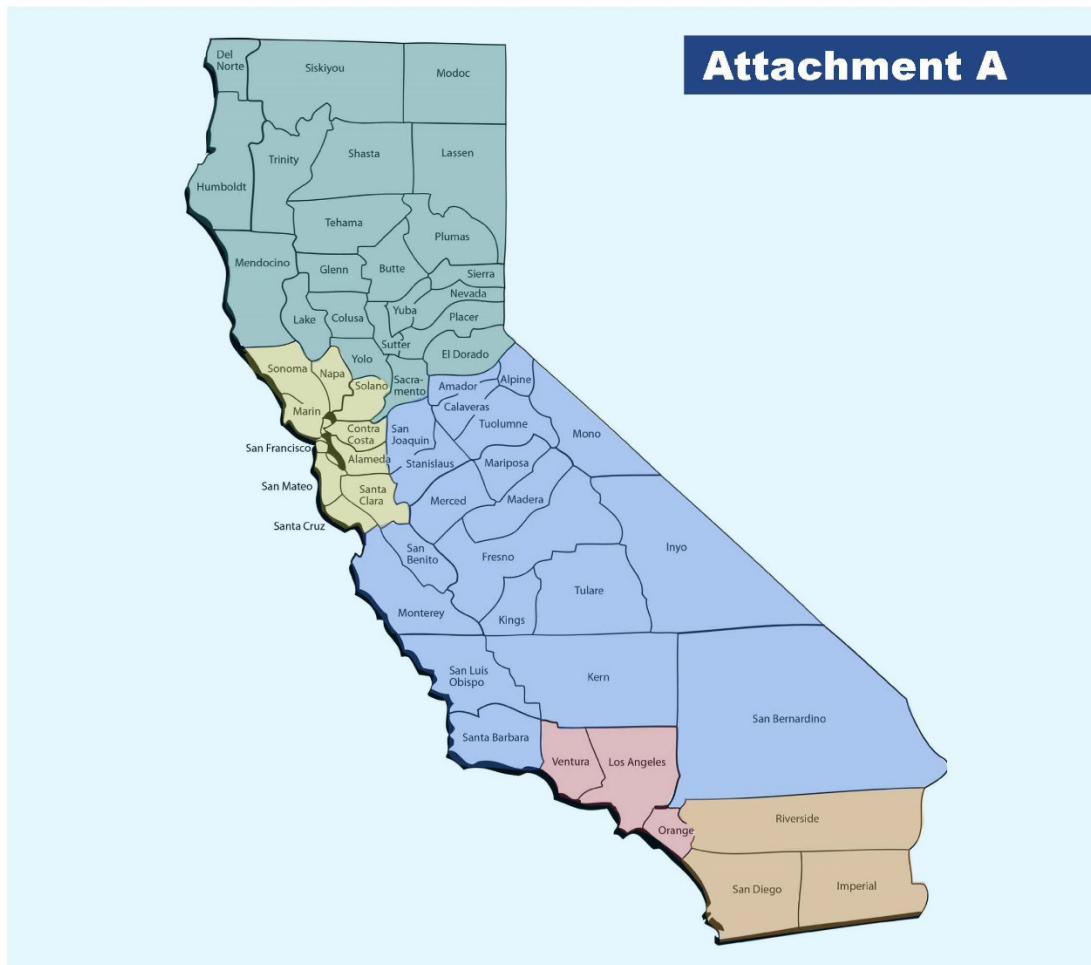 Attachment A
Del
Norte
Siskiyou
Modoc
Trinity
Shasta
Lassen
Humboldt
Tehama
Plumas
Mendocino
Glenn
Butte
Sierra
Lake
Colusa
Yuba
Nevada
Placer
Sutter
Yolo
El Dorado
Sonoma
Napa
Solano
Sacra-
mento
Amador
Alpine
Marin
Calaveras
Contra
Costa
San
Joaquin
Tuolumne
Mono
San Francisco
Alameda
Stanislaus
Mariposa
San Mateo
Santa
Clara
Merced
Madera
Santa Cruz
San
Benito
Fresno
Inyo
Tulare
Monterey
Kings
San Luis
Obispo
Kern
San Bernardino
Santa Barbara
Ventura
Los Angeles
Orange
Riverside
San Diego
Imperial